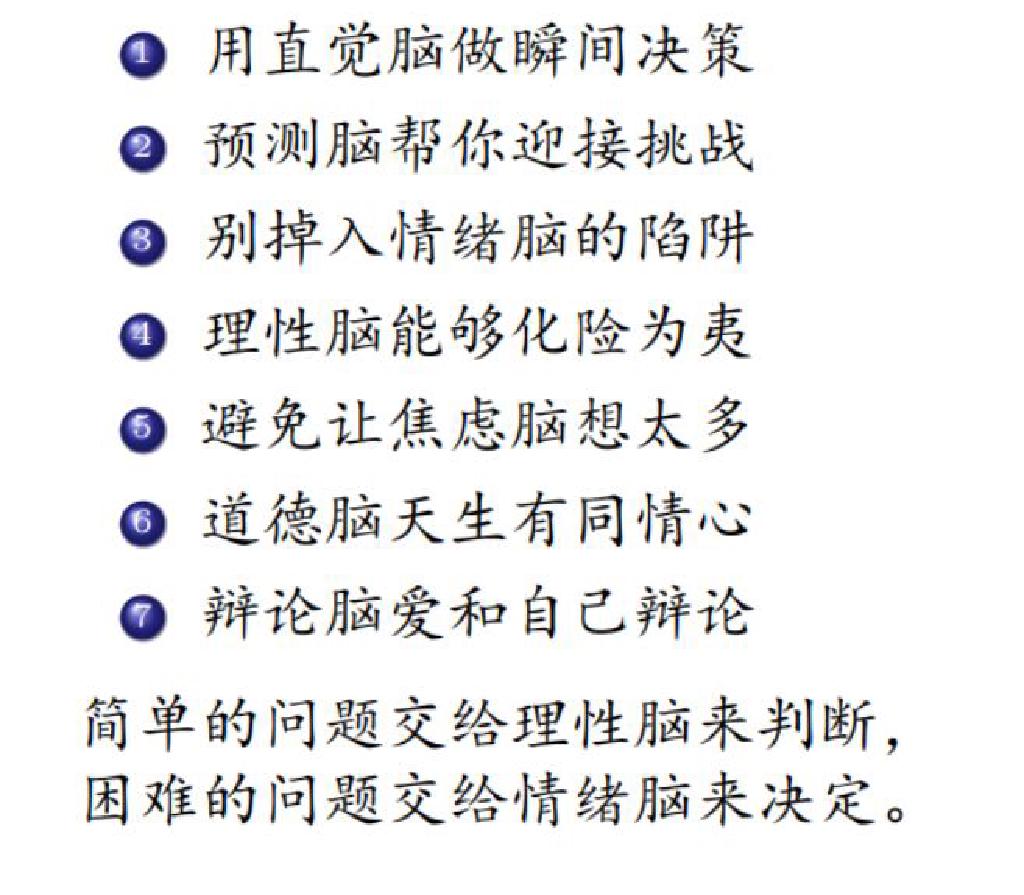 1 用直觉脑做瞬间决策
2 预测脑帮你迎接挑战
3 别掉入情绪脑的陷阱
4 理性脑能够化险为夷
5 避免让焦虑脑想太多
6 道德脑天生有同情心
7 辩论脑爱和自己辩论
简单的问题交给理性脑来判断，
困难的问题交给情绪脑来决定。